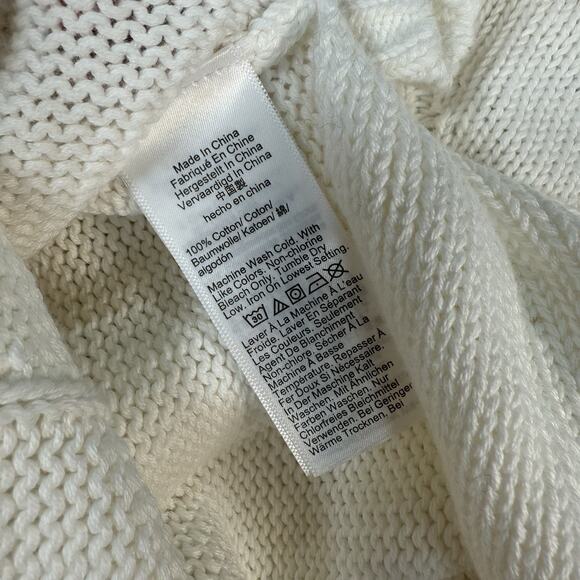 Made In China
Fabriqué En Chine
Hergestellt In China
Vervaardigd In China
中国製
hecho en china
100% Cotton/ Coton/
Baumwolle/ Katoen/ 綿/
algodón
Machine Wash Cold. With
Like Colors. Non-chlorine
Bleach Only. Tumble Dry
Low. Iron On Lowest Setting.
30
Laver À La Machine À L'eau
Froide. Laver En Séparant
Les Couleurs. Seulement
Agent De Blanchiment
Non-chlore. Sécher À La
Machine À Basse
Température. Repasser À
Fer Doux Si Nécessaire.
In Der Maschine Kalt
Waschen, Mit Ähnlichen
Farben Waschen, Nur
Chlorfreies Bleichmittel
Verwenden, Bei Geringer
Wärme Trocknen, Bei